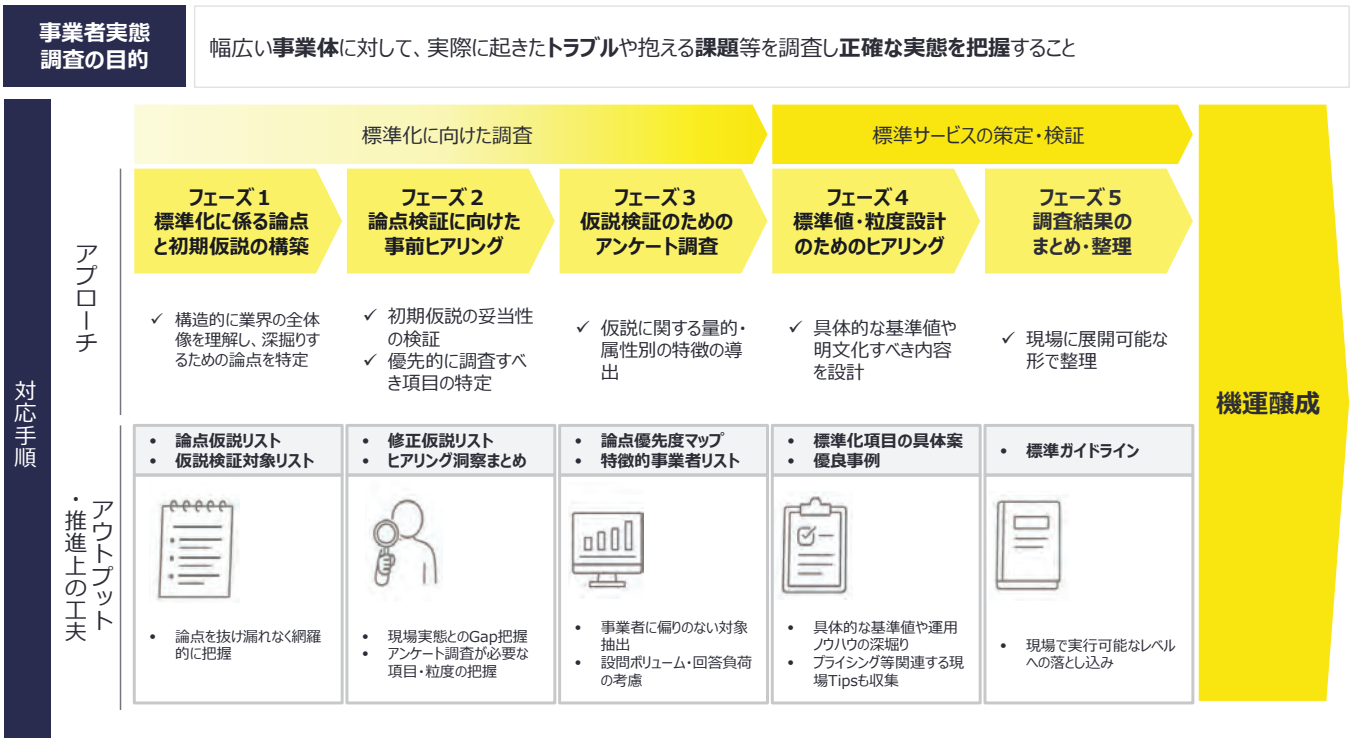 事業者実態
調査の目的
幅広い事業体に対して、実際に起きたトラブルや抱える課題等を調査し正確な実態を把握すること
対応手順
標準化に向けた調査
標準サービスの策定・検証
機運醸成
アプローチ
フェーズ1
標準化に係る論点
と初期仮説の構築
フェーズ2
論点検証に向けた
事前ヒアリング
フェーズ3
仮説検証のための
アンケート調査
フェーズ4
標準値・粒度設計
のためのヒアリング
フェーズ5
調査結果の
まとめ・整理
✓ 構造的に業界の全体
像を理解し、深掘りす
るための論点を特定
✓ 初期仮説の妥当性
の検証
✓ 優先的に調査すべ
き項目の特定
✓ 仮説に関する量的・
属性別の特徴の導
出
✓ 具体的な基準値や
明文化すべき内容
を設計
✓ 現場に展開可能な
形で整理
アウトプット
・推進上の工夫
• 論点仮説リスト
• 仮説検証対象リスト
• 修正仮説リスト
• ヒアリング洞察まとめ
• 論点優先度マップ
• 特徴的事業者リスト
• 標準化項目の具体案
• 優良事例
• 標準ガイドライン
• 論点を抜け漏れなく網羅
的に把握
• 現場実態とのGap把握
• アンケート調査が必要な
項目・粒度の把握
• 事業者に偏りのない対象
抽出
• 設問ボリューム・回答負荷
の考慮
• 具体的な基準値や運用
ノウハウの深堀り
• プライシング等関連する現
場Tipsも収集
• 現場で実行可能なレベル
への落とし込み